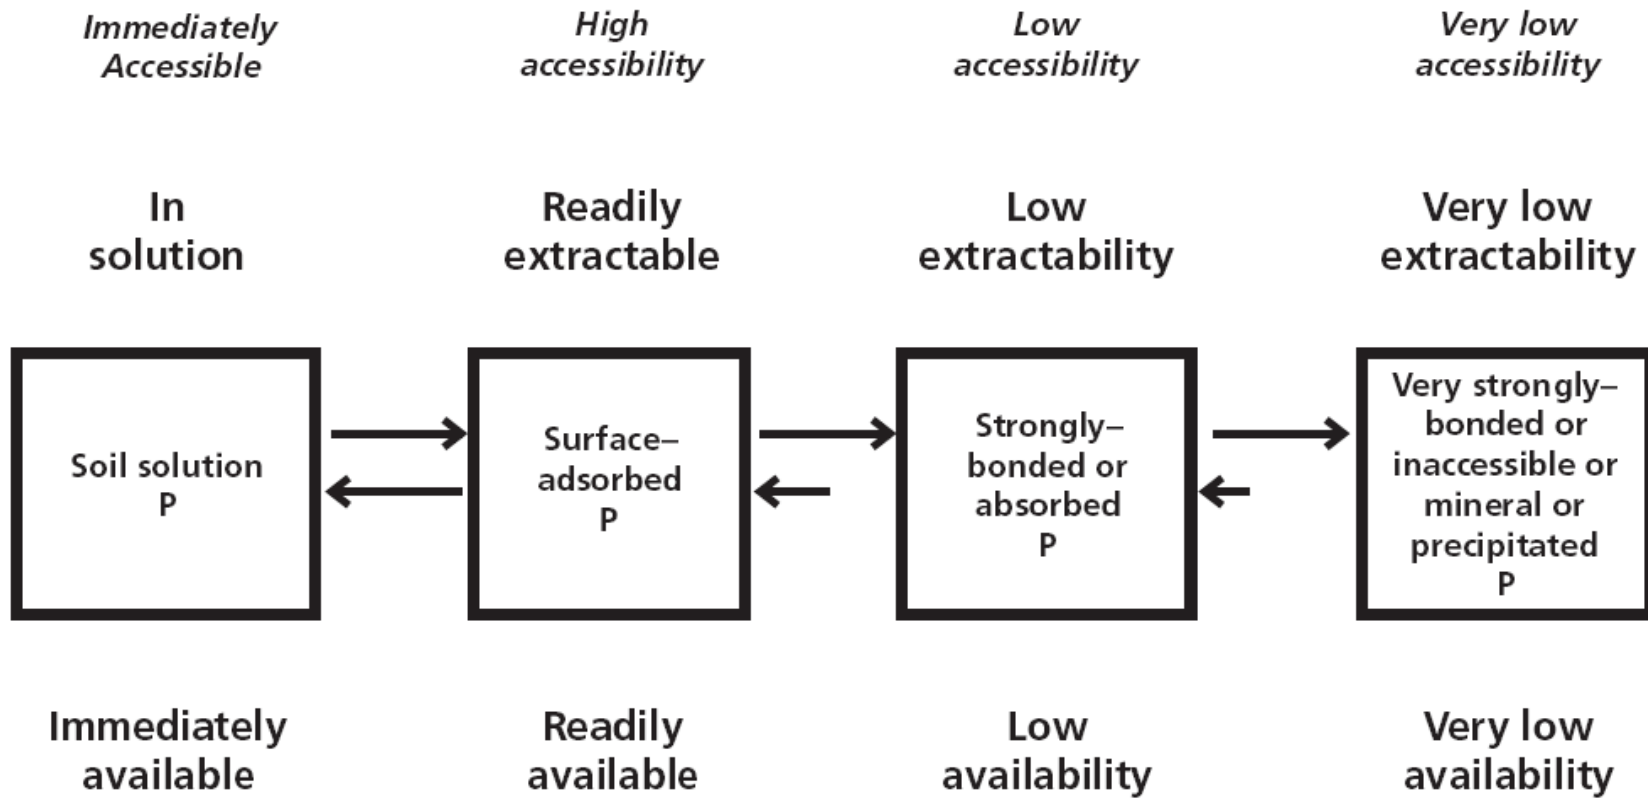 Immediately
Accessible
High
accessibility
Low
accessibility
Very low
accessibility
In
solution
Readily
extractable
Low
extractability
Very low
extractability
Soil solution
P
Surface–
adsorbed
P
Strongly–
bonded or
absorbed
P
Very strongly–
bonded or
inaccessible or
mineral or
precipitated
P
Immediately
available
Readily
available
Low
availability
Very low
availability